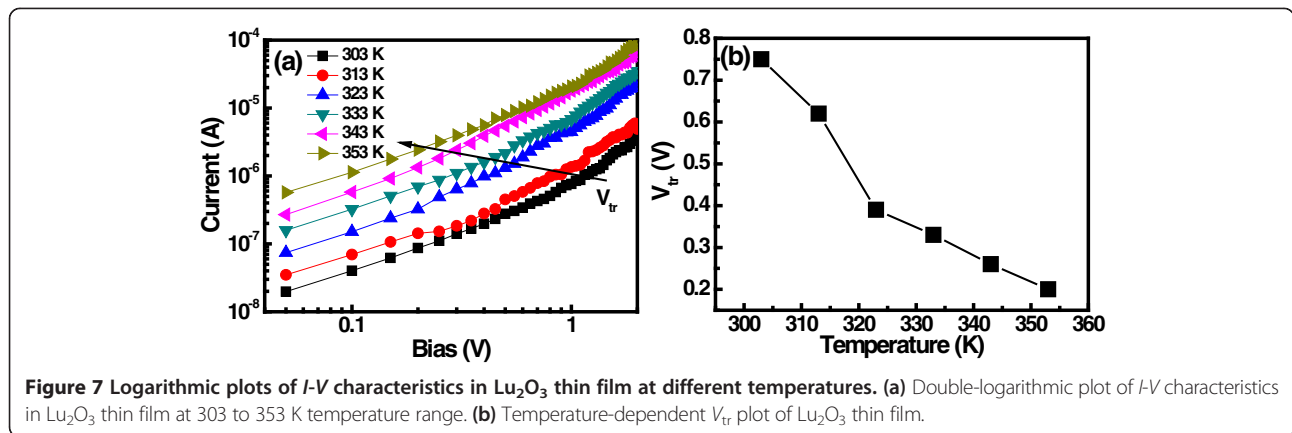 (a)
303 K
313 K
323 K
333 K
343 K
353 K
V_tr
10⁻⁴
10⁻⁵
10⁻⁶
10⁻⁷
10⁻⁸
Current (A)
0.1 1
Bias (V)
(b)
0.8
0.7
0.6
0.5
0.4
0.3
0.2
V_tr (V)
300 310 320 330 340 350 360
Temperature (K)
Figure 7 Logarithmic plots of I-V characteristics in Lu₂O₃ thin film at different temperatures. (a) Double-logarithmic plot of I-V characteristics
in Lu₂O₃ thin film at 303 to 353 K temperature range. (b) Temperature-dependent V_tr plot of Lu₂O₃ thin film.